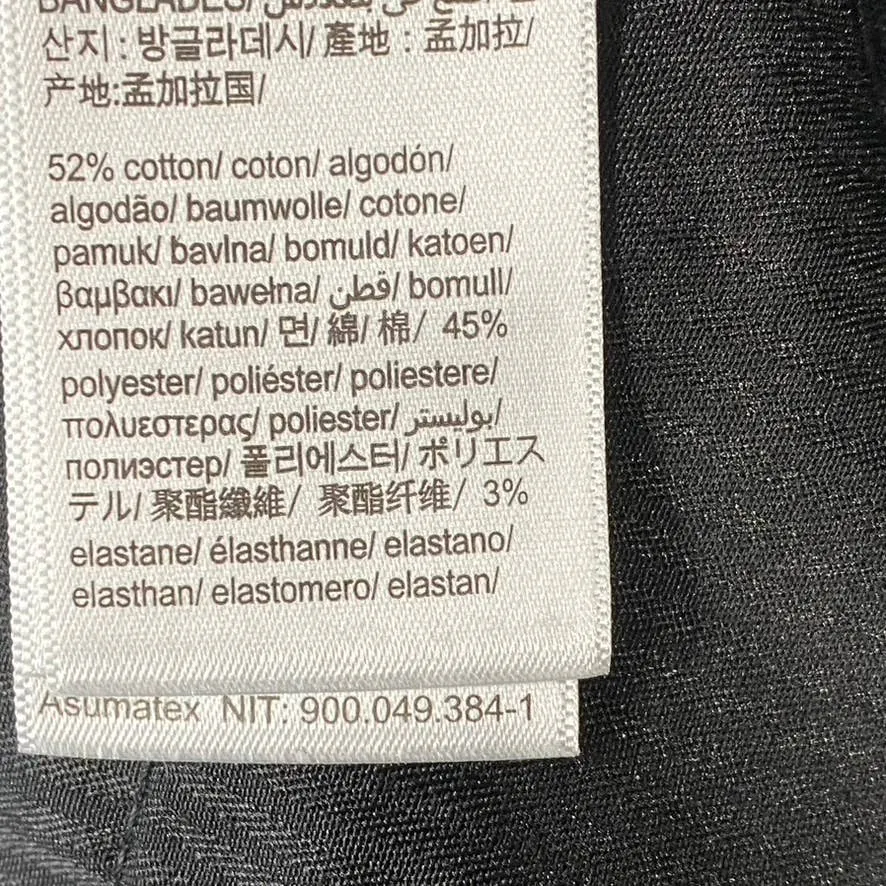 BANGLADES/ صنع في بنغلادش/
산지 : 방글라데시/ 產地 : 孟加拉/
产地:孟加拉国/
52% cotton/ coton/ algodón/
algodão/ baumwolle/ cotone/
pamuk/ bavlna/ bomuld/ katoen/
βαμβακι/ bawełna/ قطن/ bomull/
хлопок/ katun/ 면/ 綿/ 棉/ 45%
polyester/ poliéster/ poliestere/
πολυεστερας/ poliester/ بوليستر/
полиэстер/ 폴리에스터/ ポリエス
テル/ 聚酯纖維/ 聚酯纤维/ 3%
elastane/ élasthanne/ elastano/
elasthan/ elastomero/ elastan/
Asumatex NIT: 900.049.384-1